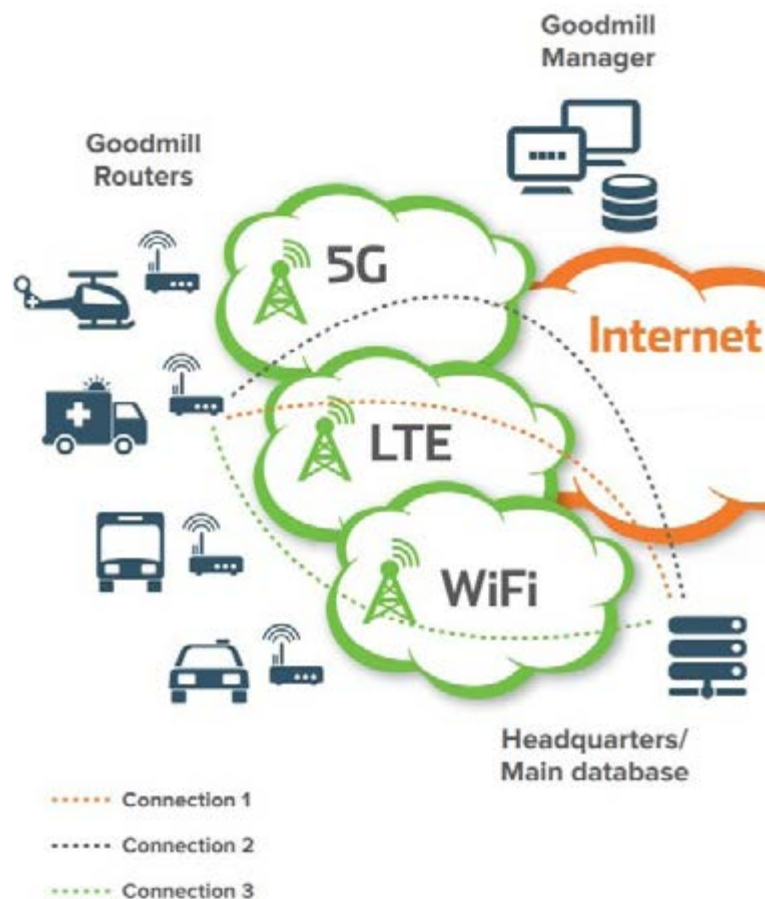 Goodmill
Manager
Goodmill
Routers
5G
Internet
LTE
WiFi
Headquarters/
Main database
Connection 1
Connection 2
Connection 3